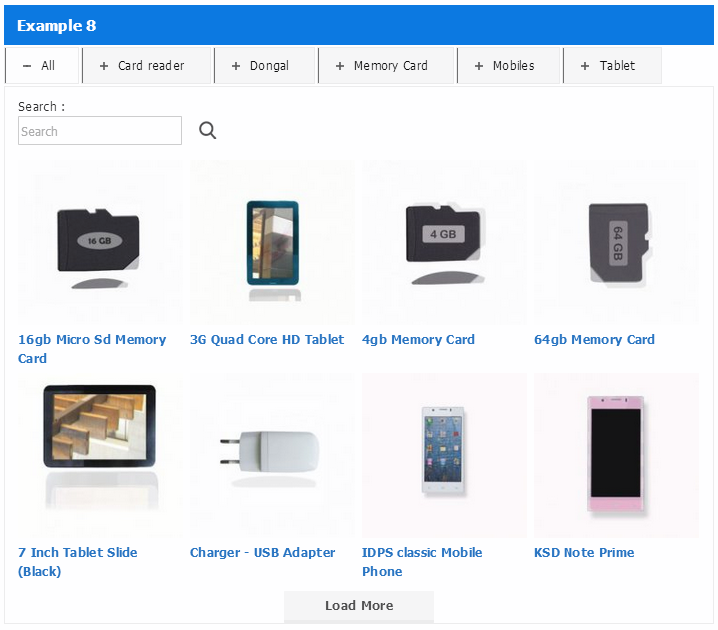 Example 8
− All
+ Card reader
+ Dongal
+ Memory Card
+ Mobiles
+ Tablet
Search :
Search
16 GB
4 GB
64 GB
16gb Micro Sd Memory
Card
3G Quad Core HD Tablet
4gb Memory Card
64gb Memory Card
7 Inch Tablet Slide
(Black)
Charger - USB Adapter
IDPS classic Mobile
Phone
KSD Note Prime
Load More